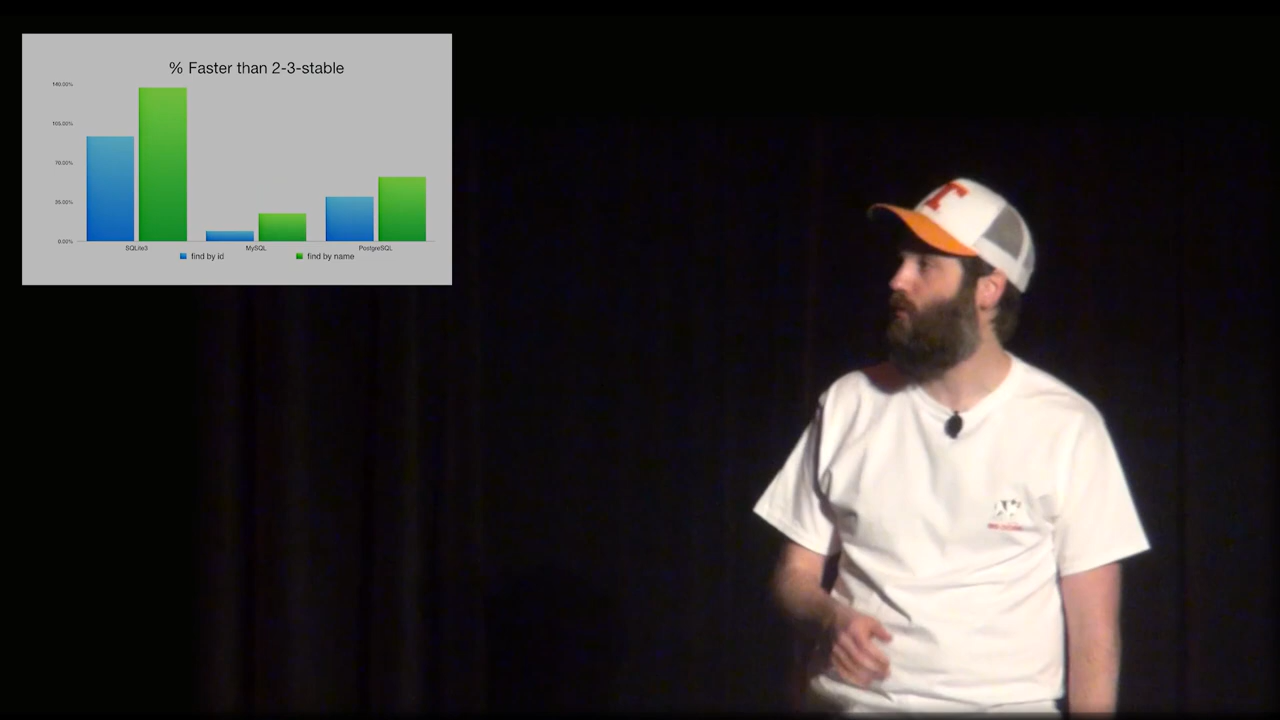 % Faster than 2-3-stable
140.00%
105.00%
70.00%
35.00%
0.00%
SQLite3 MySQL PostgreSQL
find by id find by name
T